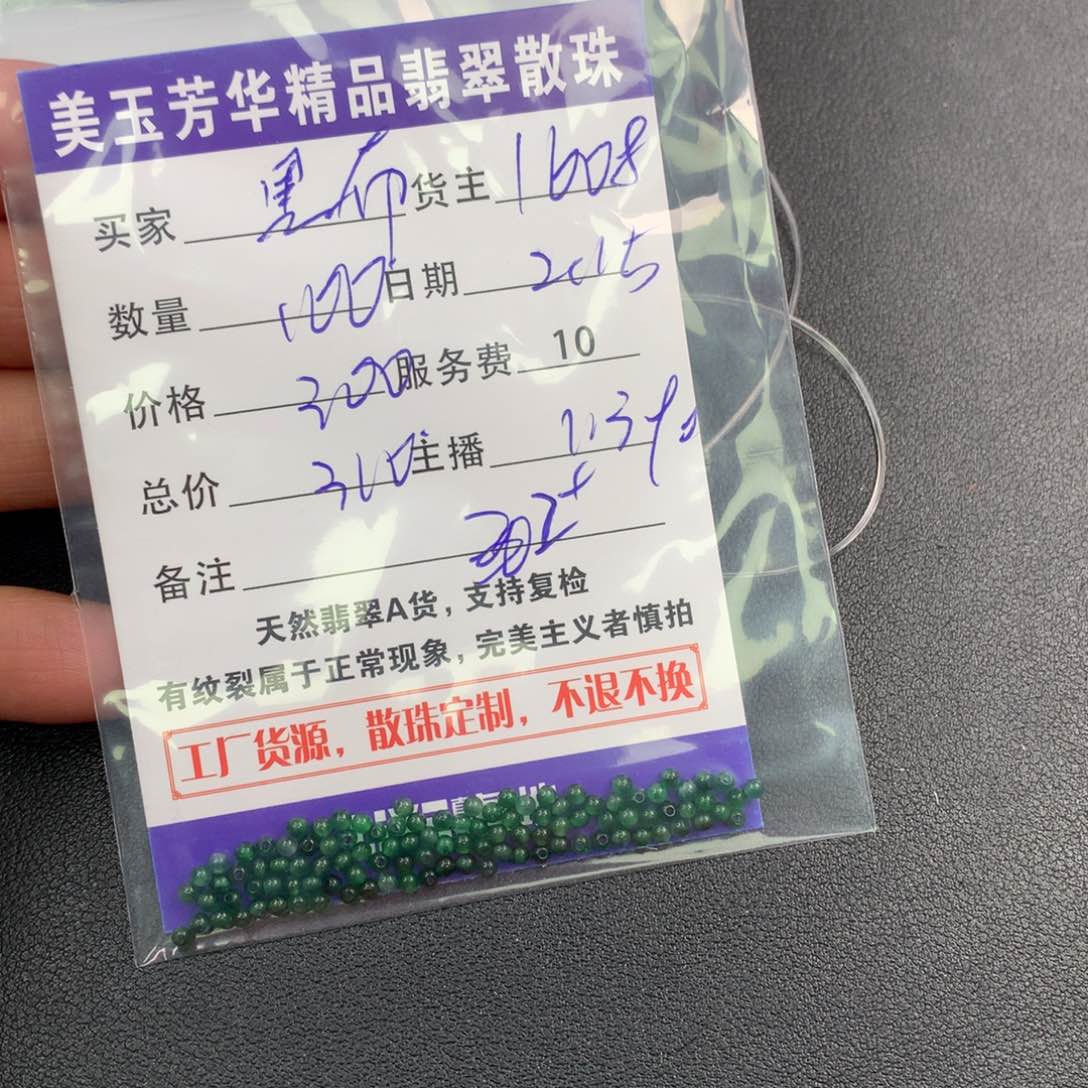 美玉芳华精品翡翠散珠
买家 黑布 货主 1608
数量 100 日期 2015
价格 300 服务费 10
总价 310 主播
备注
天然翡翠A货，支持复检
有纹裂属于正常现象，完美主义者慎拍
工厂货源，散珠定制，不退不换